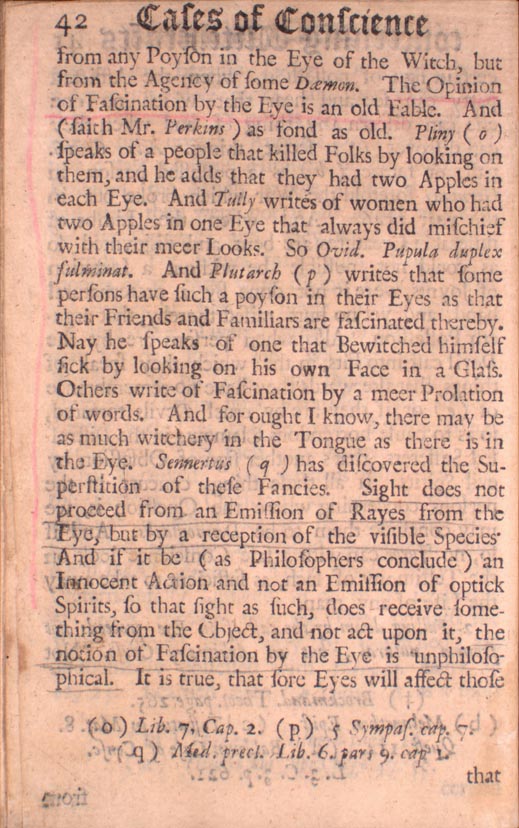 42 Caſes of Conſcience
from any Poyſon in the Eye of the Witch, but
from the Agency of ſome Dæmon. The Opinion
of Faſcination by the Eye is an old Fable. And
(ſaith Mr. Perkins) as fond as old. Pliny (o)
ſpeaks of a people that killed Folks by looking on
them, and he adds that they had two Apples in
each Eye. And Tully writes of women who had
two Apples in one Eye that always did miſchief
with their meer Looks. So Ovid. Pupula duplex
fulminat. And Plutarch (p) writes that ſome
perſons have ſuch a poyſon in their Eyes as that
their Friends and Familiars are faſcinated thereby.
Nay he ſpeaks of one that Bewitched himſelf
ſick by looking on his own Face in a Glaſs.
Others write of Faſcination by a meer Prolation
of words. And for ought I know, there may be
as much witchery in the Tongue as there is in
the Eye. Sennertus (q) has diſcovered the Su-
perſtition of theſe Fancies. Sight does not
proceed from an Emiſſion of Rayes from the
Eye, but by a reception of the viſible Species.
And if it be (as Philoſophers conclude) an
Innocent Action and not an Emiſſion of optick
Spirits, ſo that ſight as ſuch, does receive ſome-
thing from the Object, and not act upon it, the
notion of Faſcination by the Eye is unphiloſo-
phical. It is true, that ſore Eyes will affect thoſe
(o) Lib. 7. Cap. 2. (p) 5 Sympaſ. cap. 7.
(q) Med. prect. Lib. 6. pars 9. cap 1.
that